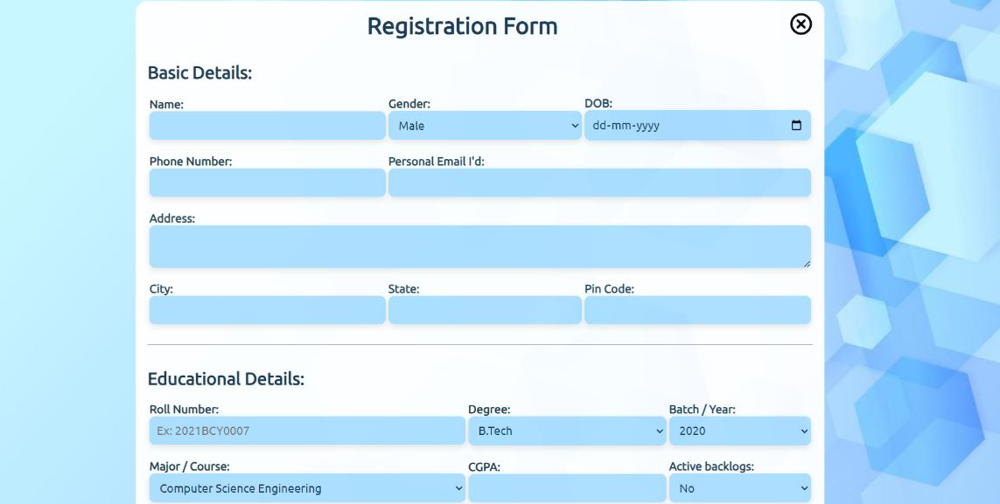 Registration Form
Basic Details:
Name: Gender: DOB:
Male dd-mm-yyyy
Phone Number: Personal Email I'd:
Address:
City: State: Pin Code:
Educational Details:
Roll Number: Degree: Batch / Year:
Ex: 2021BCY0007 B.Tech 2020
Major / Course: CGPA: Active backlogs:
Computer Science Engineering No